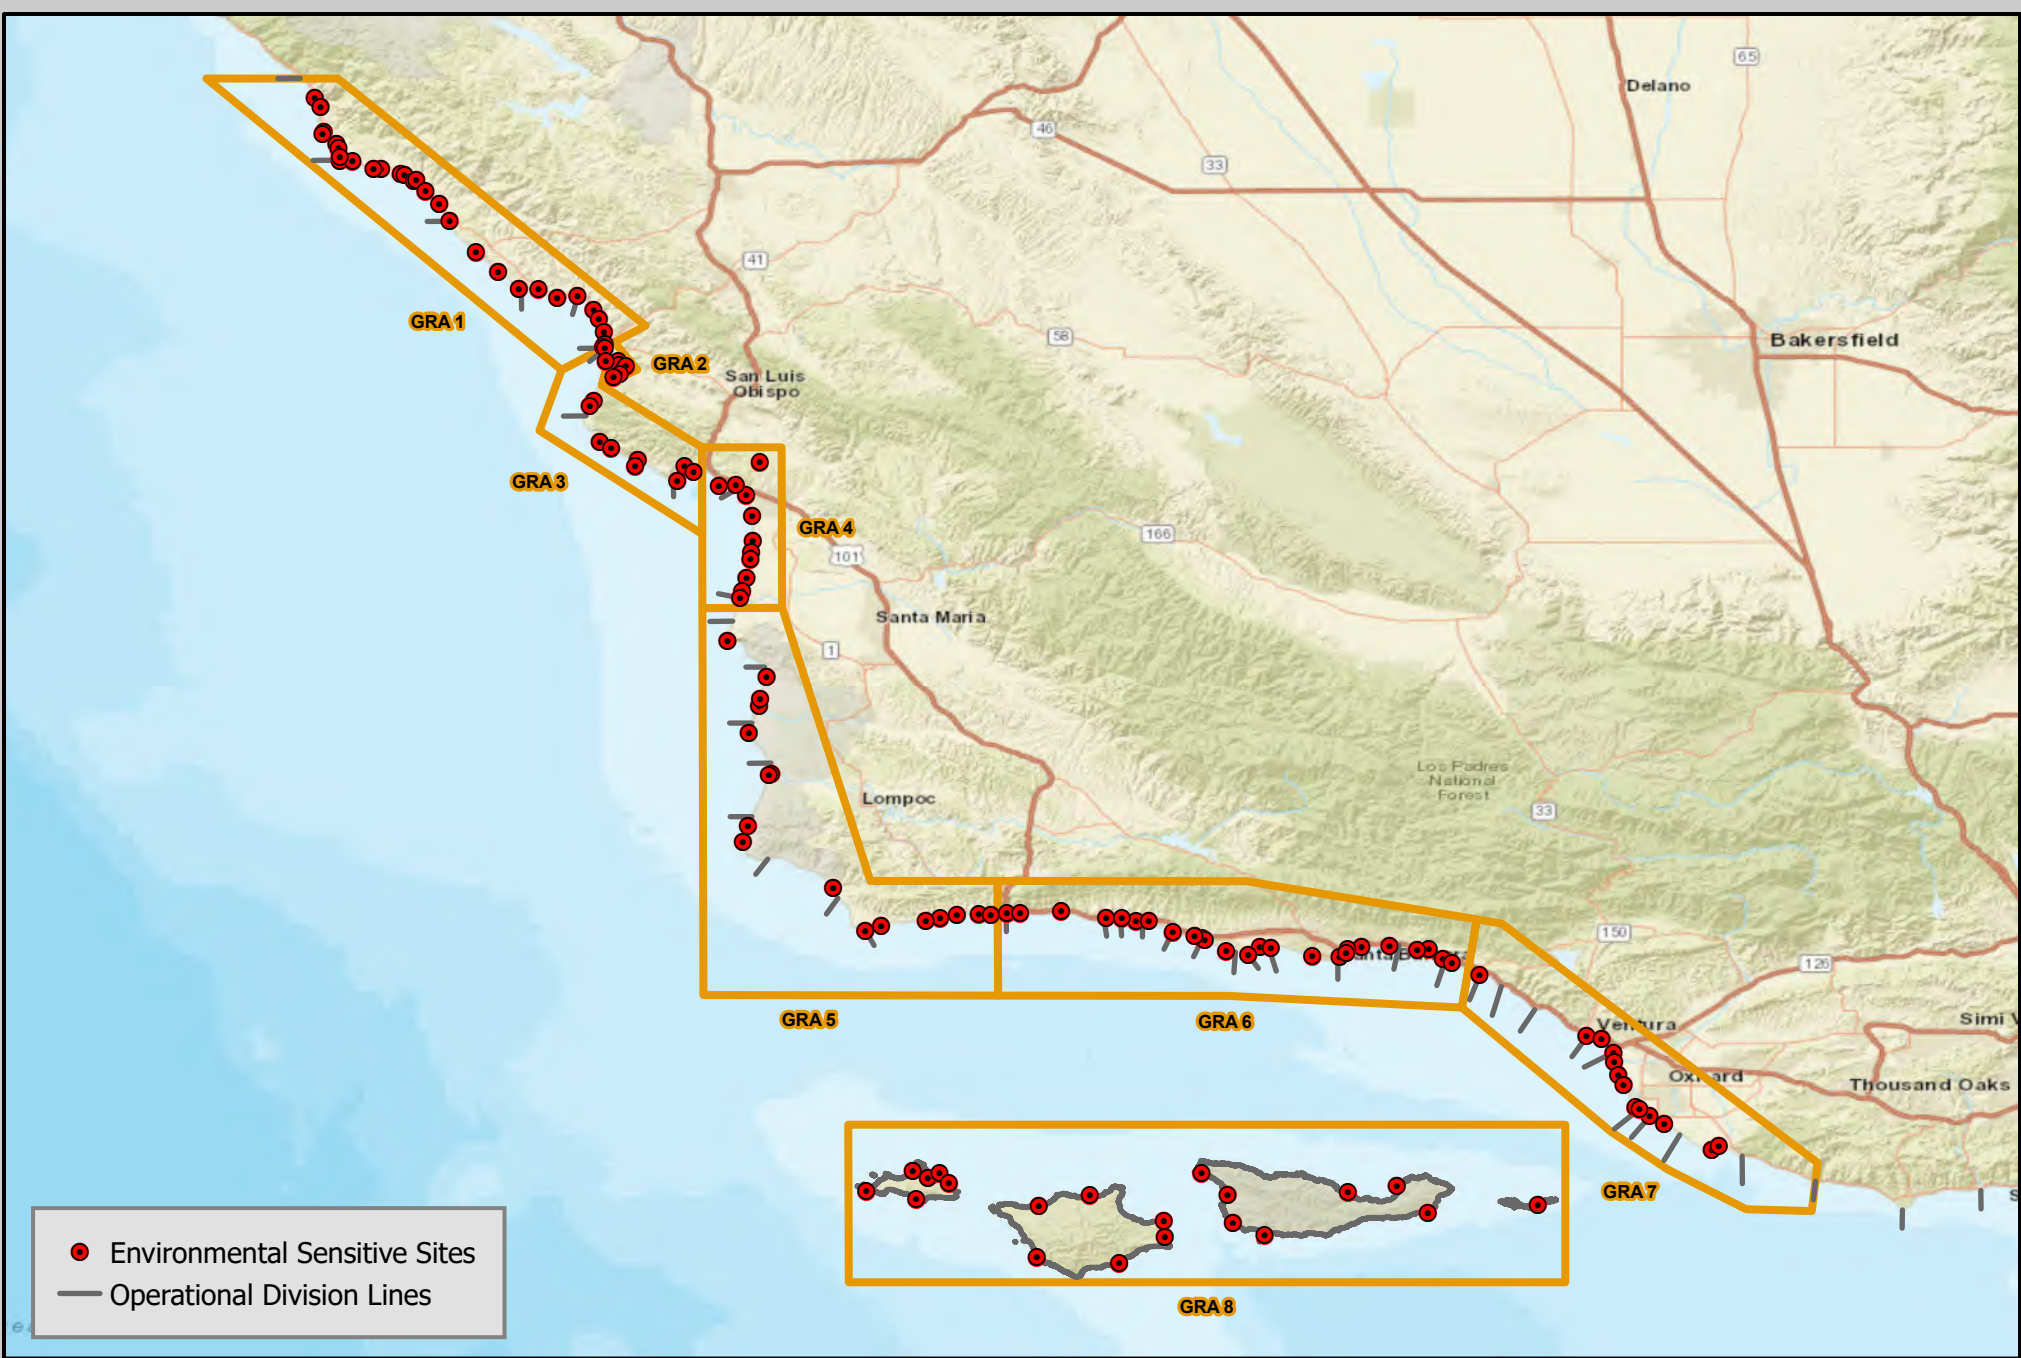 65
Delano
46
33
41
GRA 1
58
Bakersfield
GRA 2
San Luis
Obispo
GRA 3
GRA 4
166
101
Santa Maria
1
Los Padres
National
Forest
Lompoc
33
150
126
GRA 5
GRA 6
Ventura
Simi V
Oxnard
Thousand Oaks
GRA 7
Environmental Sensitive Sites
Operational Division Lines
GRA 8